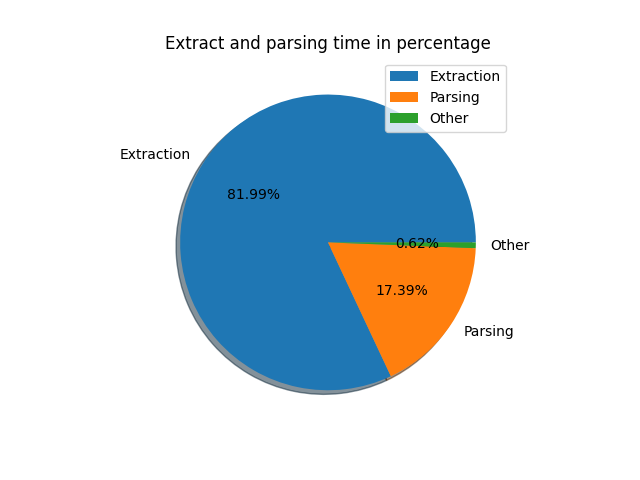 Extract and parsing time in percentage
Extraction
Parsing
Other
Extraction
81.99%
0.62%
Other
17.39%
Parsing